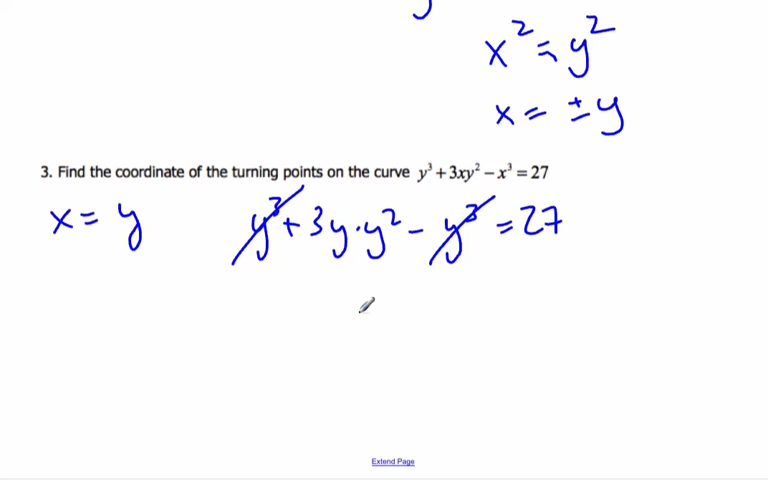 x² = y²
x = ± y
3. Find the coordinate of the turning points on the curve y³ + 3xy² − x³ = 27
x = y y³ + 3y · y² − y³ = 27
Extend Page